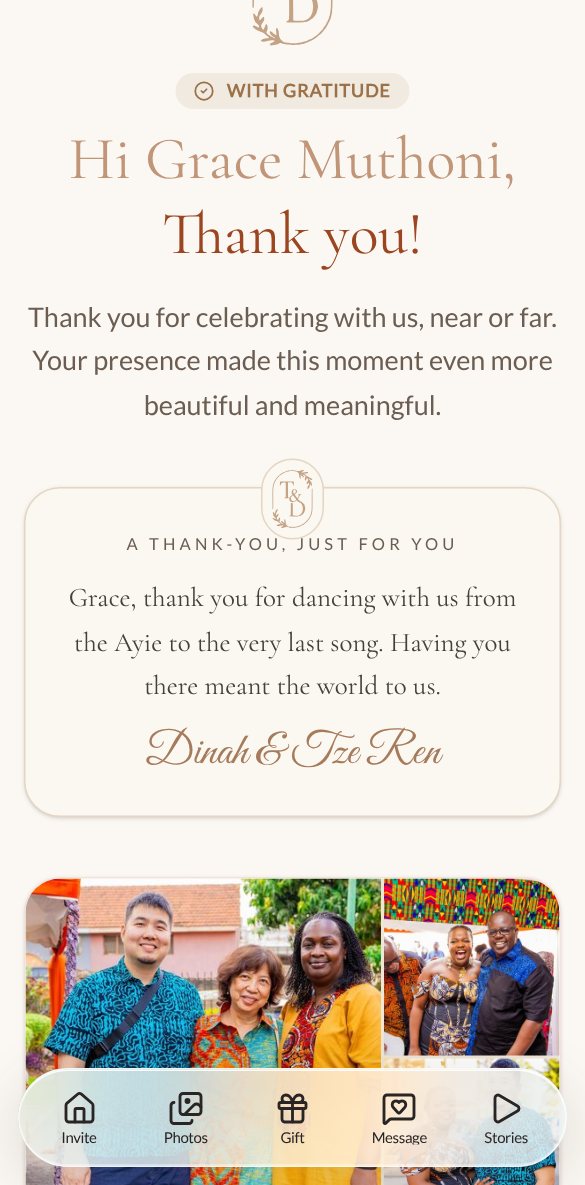 D
WITH GRATITUDE
Hi Grace Muthoni,
Thank you!
Thank you for celebrating with us, near or far.
Your presence made this moment even more
beautiful and meaningful.
T&D
A THANK-YOU, JUST FOR YOU
Grace, thank you for dancing with us from
the Ayie to the very last song. Having you
there meant the world to us.
Dinah & Tze Ren
Invite
Photos
Gift
Message
Stories